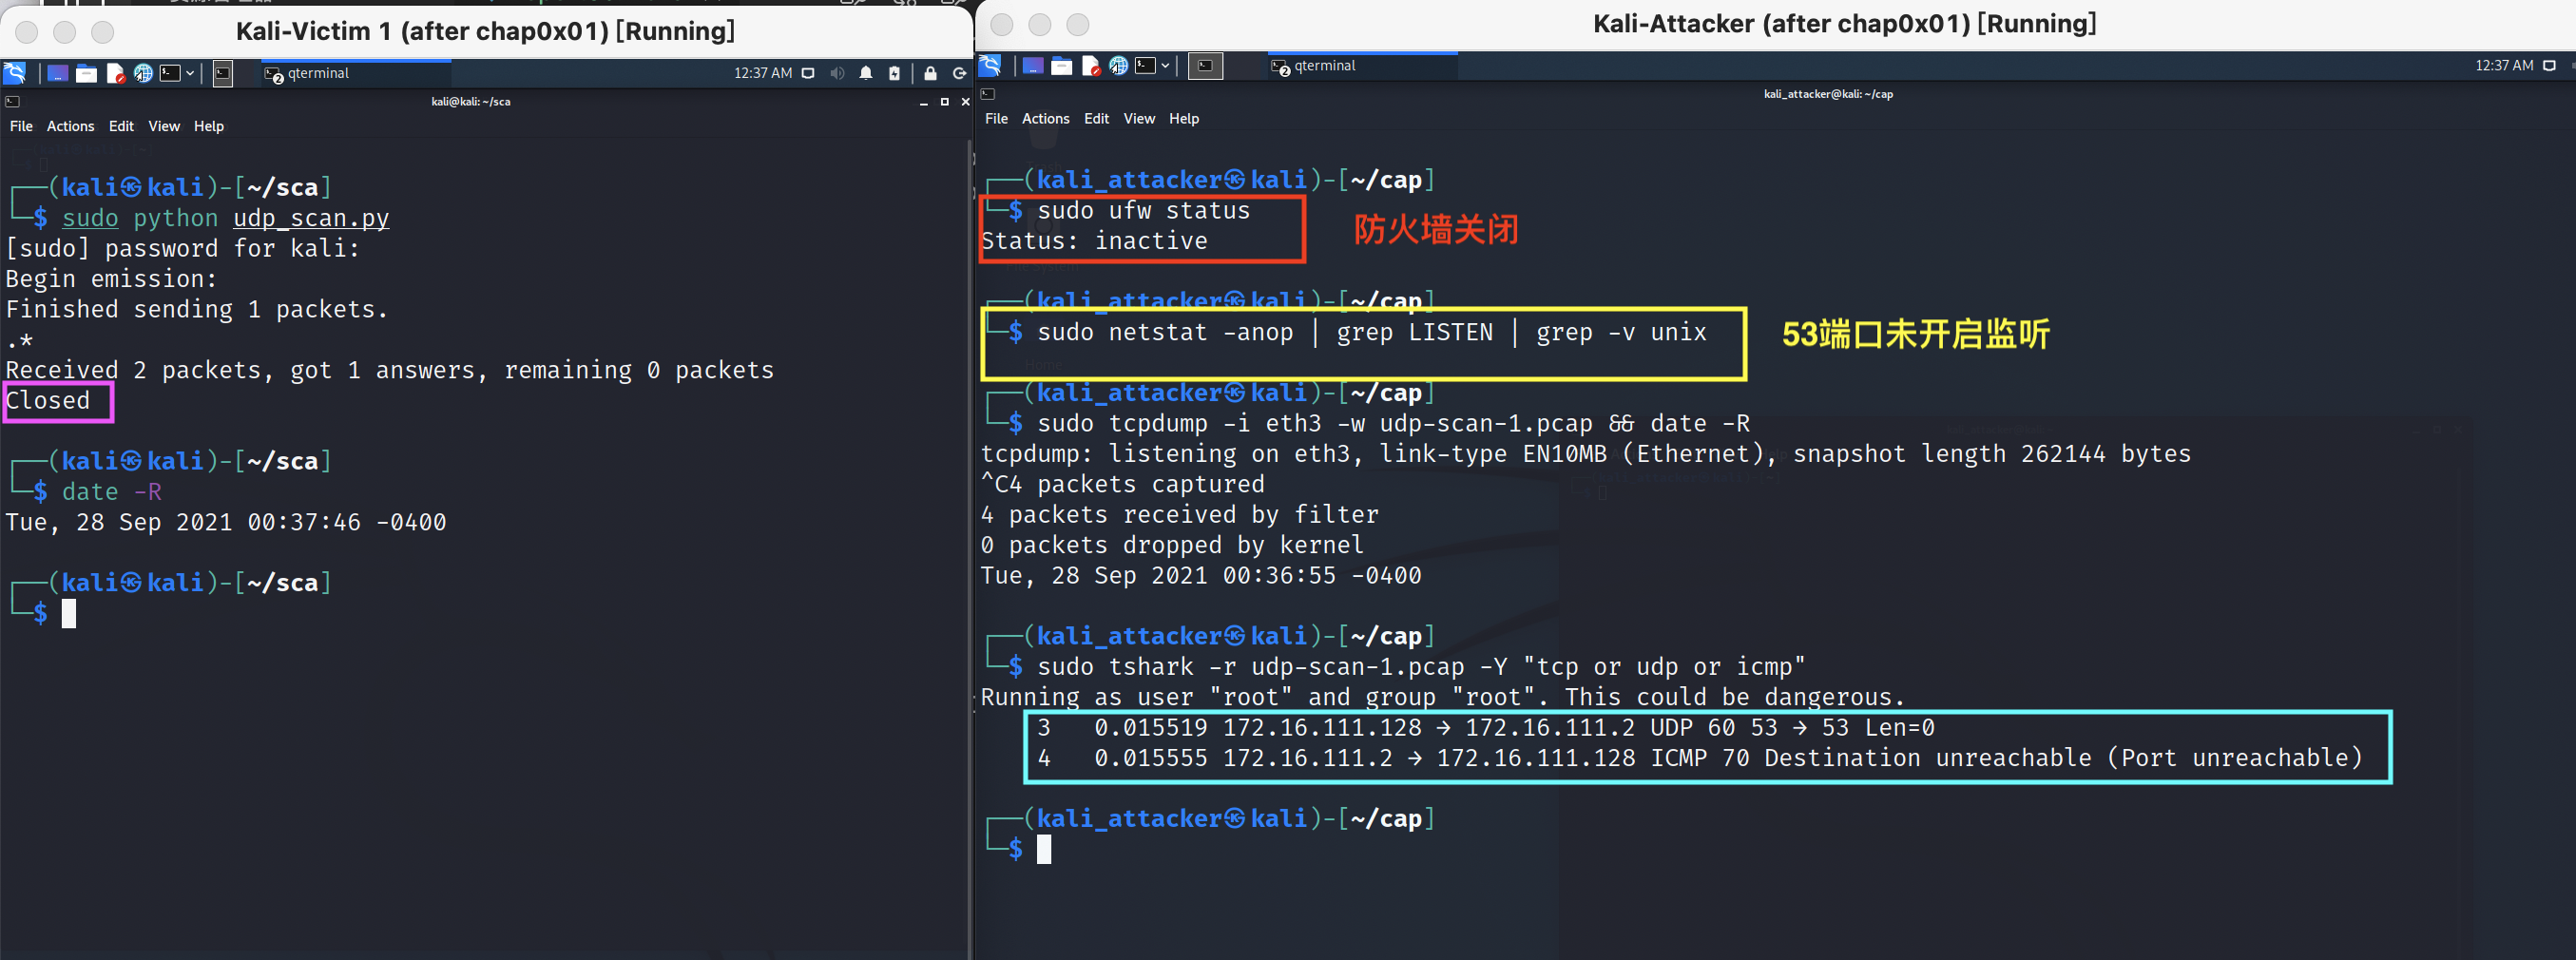 Kali-Victim 1 (after chap0x01) [Running]
qterminal
12:37 AM
kali@kali: ~/sca
File Actions Edit View Help
┌──(kali㉿kali)-[~/sca]
└─$ sudo python udp_scan.py
[sudo] password for kali:
Begin emission:
Finished sending 1 packets.
.*
Received 2 packets, got 1 answers, remaining 0 packets
Closed
┌──(kali㉿kali)-[~/sca]
└─$ date -R
Tue, 28 Sep 2021 00:37:46 -0400
┌──(kali㉿kali)-[~/sca]
└─$
Kali-Attacker (after chap0x01) [Running]
qterminal
12:37 AM
kali_attacker@kali: ~/cap
File Actions Edit View Help
┌──(kali_attacker㉿kali)-[~/cap]
└─$ sudo ufw status
Status: inactive
防火墙关闭
┌──(kali_attacker㉿kali)-[~/cap]
└─$ sudo netstat -anop | grep LISTEN | grep -v unix
53端口未开启监听
┌──(kali_attacker㉿kali)-[~/cap]
└─$ sudo tcpdump -i eth3 -w udp-scan-1.pcap && date -R
tcpdump: listening on eth3, link-type EN10MB (Ethernet), snapshot length 262144 bytes
^C4 packets captured
4 packets received by filter
0 packets dropped by kernel
Tue, 28 Sep 2021 00:36:55 -0400
┌──(kali_attacker㉿kali)-[~/cap]
└─$ sudo tshark -r udp-scan-1.pcap -Y "tcp or udp or icmp"
Running as user "root" and group "root". This could be dangerous.
3 0.015519 172.16.111.128 → 172.16.111.2 UDP 60 53 → 53 Len=0
4 0.015555 172.16.111.2 → 172.16.111.128 ICMP 70 Destination unreachable (Port unreachable)
┌──(kali_attacker㉿kali)-[~/cap]
└─$